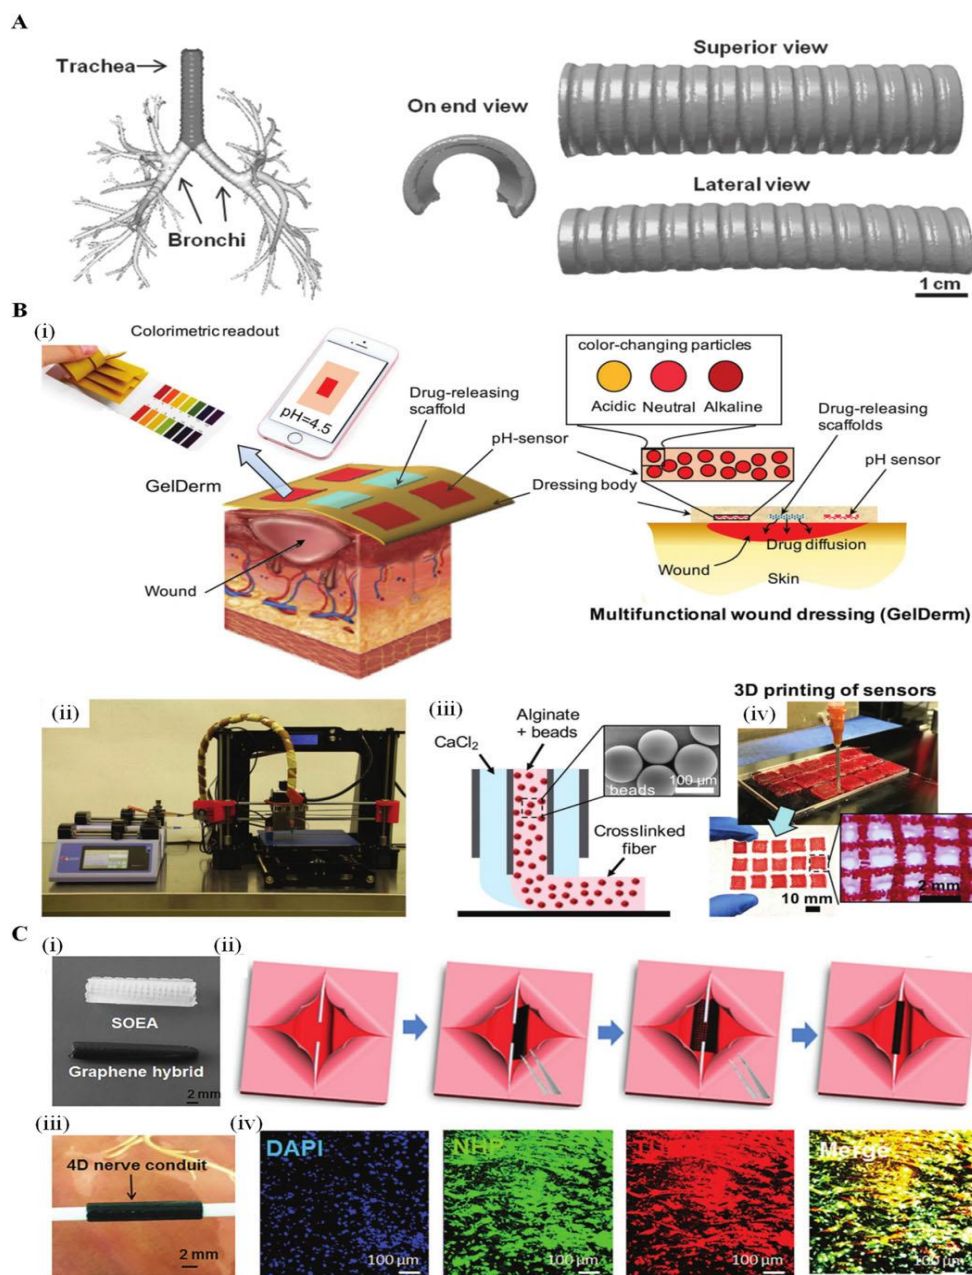 A
Trachea
Bronchi
On end view
Superior view
Lateral view
1 cm
B
(i)
Colorimetric readout
pH=4.5
Drug-releasing
scaffold
pH-sensor
GelDerm
Dressing body
Wound
color-changing particles
Acidic Neutral Alkaline
Drug-releasing
scaffolds
pH sensor
Drug diffusion
Wound
Skin
Multifunctional wound dressing (GelDerm)
(ii)
(iii)
CaCl₂
Alginate
+ beads
100 µm
beads
Crosslinked
fiber
3D printing of sensors
(iv)
10 mm
2 mm
C
(i)
SOEA
Graphene hybrid
2 mm
(ii)
(iii)
4D nerve conduit
2 mm
(iv)
DAPI
100 µm
100 µm
100 µm
Merge
100 µm